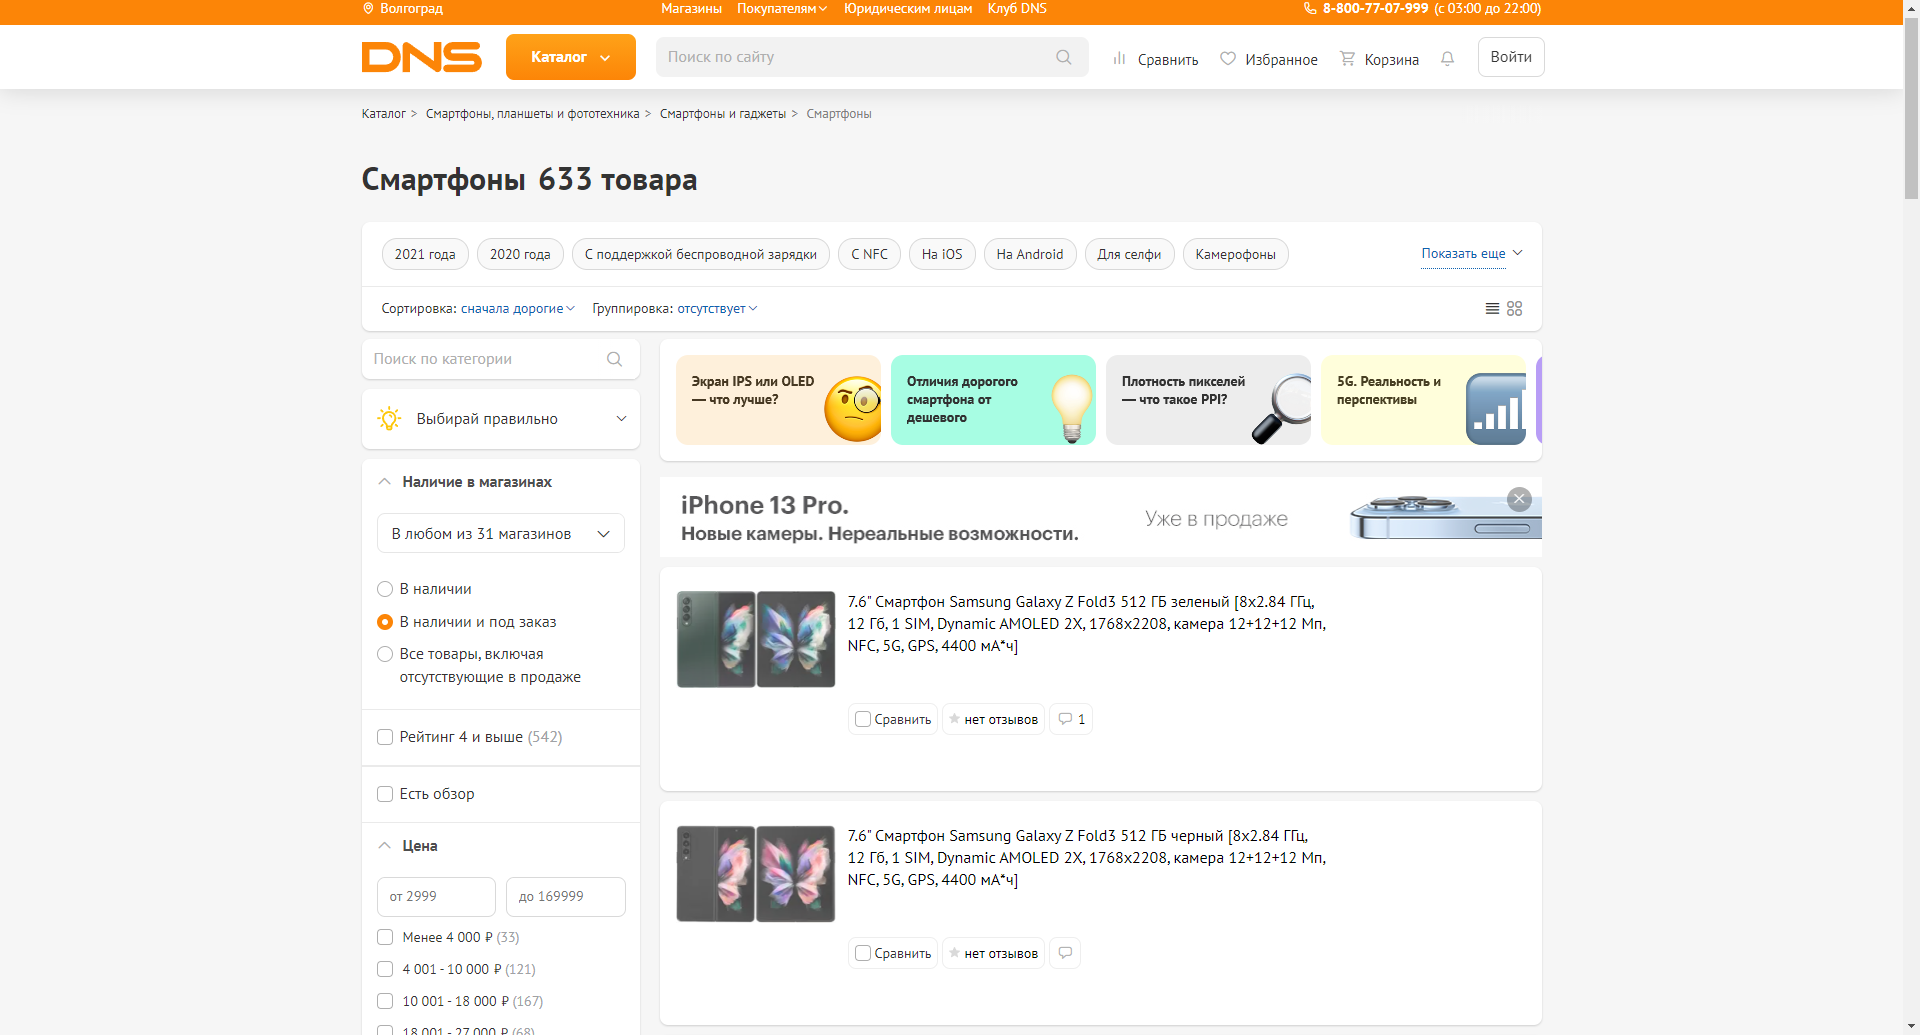 Волгоград
Магазины Покупателям Юридическим лицам Клуб DNS
8-800-77-07-999 (с 03:00 до 22:00)
DNS
Каталог
Поиск по сайту
Сравнить Избранное Корзина
Войти
Каталог > Смартфоны, планшеты и фототехника > Смартфоны и гаджеты > Смартфоны
Смартфоны 633 товара
2021 года 2020 года С поддержкой беспроводной зарядки С NFC На iOS На Android Для селфи Камерофоны
Показать еще
Сортировка: сначала дорогие Группировка: отсутствует
Поиск по категории
Выбирай правильно
Наличие в магазинах
В любом из 31 магазинов
В наличии
В наличии и под заказ
Все товары, включая
отсутствующие в продаже
Рейтинг 4 и выше (542)
Есть обзор
Цена
от 2999
до 169999
Менее 4 000 ₽ (33)
4 001 - 10 000 ₽ (121)
10 001 - 18 000 ₽ (167)
18 001 - 27 000 ₽ (68)
Экран IPS или OLED
— что лучше?
Отличия дорогого
смартфона от
дешевого
Плотность пикселей
— что такое PPI?
5G. Реальность и
перспективы
iPhone 13 Pro.
Новые камеры. Нереальные возможности.
Уже в продаже
7.6" Смартфон Samsung Galaxy Z Fold3 512 ГБ зеленый [8x2.84 ГГц,
12 Гб, 1 SIM, Dynamic AMOLED 2X, 1768x2208, камера 12+12+12 Мп,
NFC, 5G, GPS, 4400 мА*ч]
Сравнить нет отзывов 1
7.6" Смартфон Samsung Galaxy Z Fold3 512 ГБ черный [8x2.84 ГГц,
12 Гб, 1 SIM, Dynamic AMOLED 2X, 1768x2208, камера 12+12+12 Мп,
NFC, 5G, GPS, 4400 мА*ч]
Сравнить нет отзывов